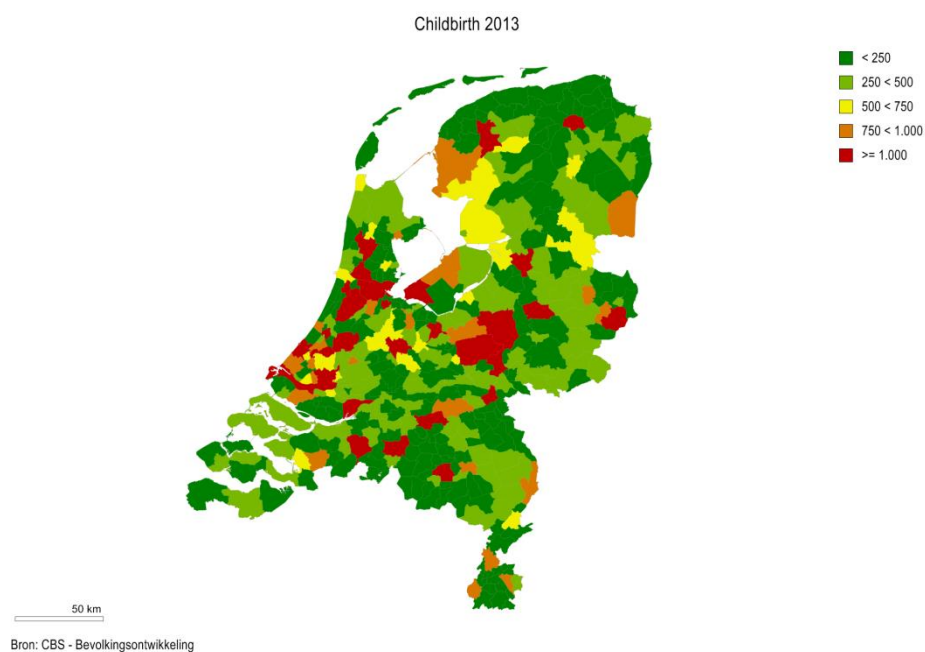 Childbirth 2013
< 250
250 < 500
500 < 750
750 < 1.000
>= 1.000
50 km
Bron: CBS - Bevolkingsontwikkeling